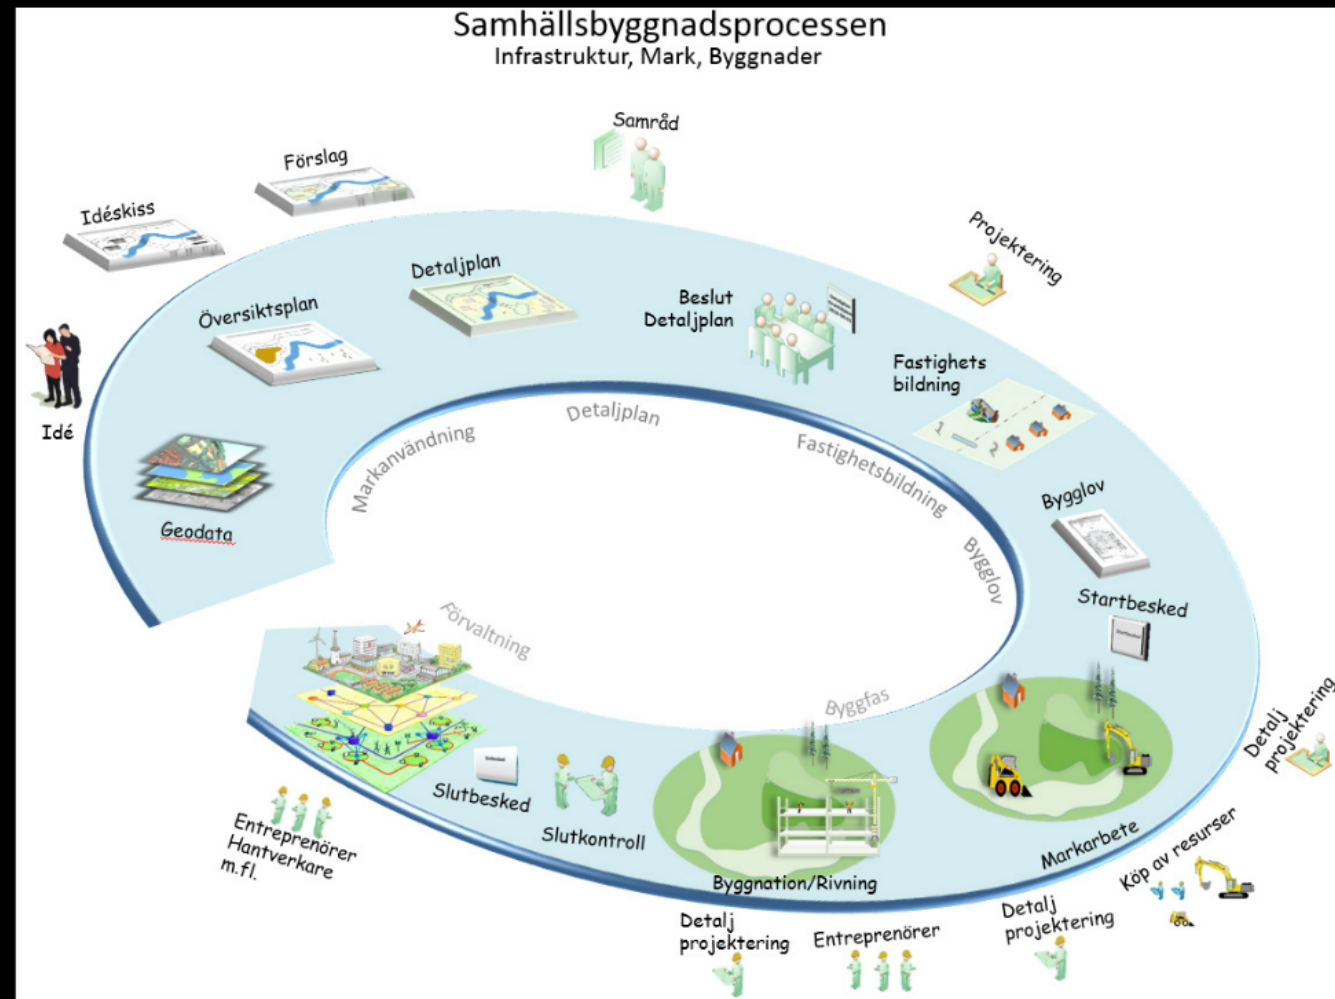 Samhällsbyggnadsprocessen
Infrastruktur, Mark, Byggnader
Samråd
Förslag
Idéskiss
Projektering
Detaljplan
Översiktsplan
Beslut
Detaljplan
Fastighets
bildning
Idé
Geodata
Markanvändning
Detaljplan
Fastighetsbildning
Bygglov
Bygglov
Startbesked
Förvaltning
Byggfas
Detalj
projektering
Slutbesked
Slutkontroll
Byggnation/Rivning
Markarbete
Köp av resurser
Entreprenörer
Hantverkare
m.fl.
Detalj
projektering
Entreprenörer
Detalj
projektering